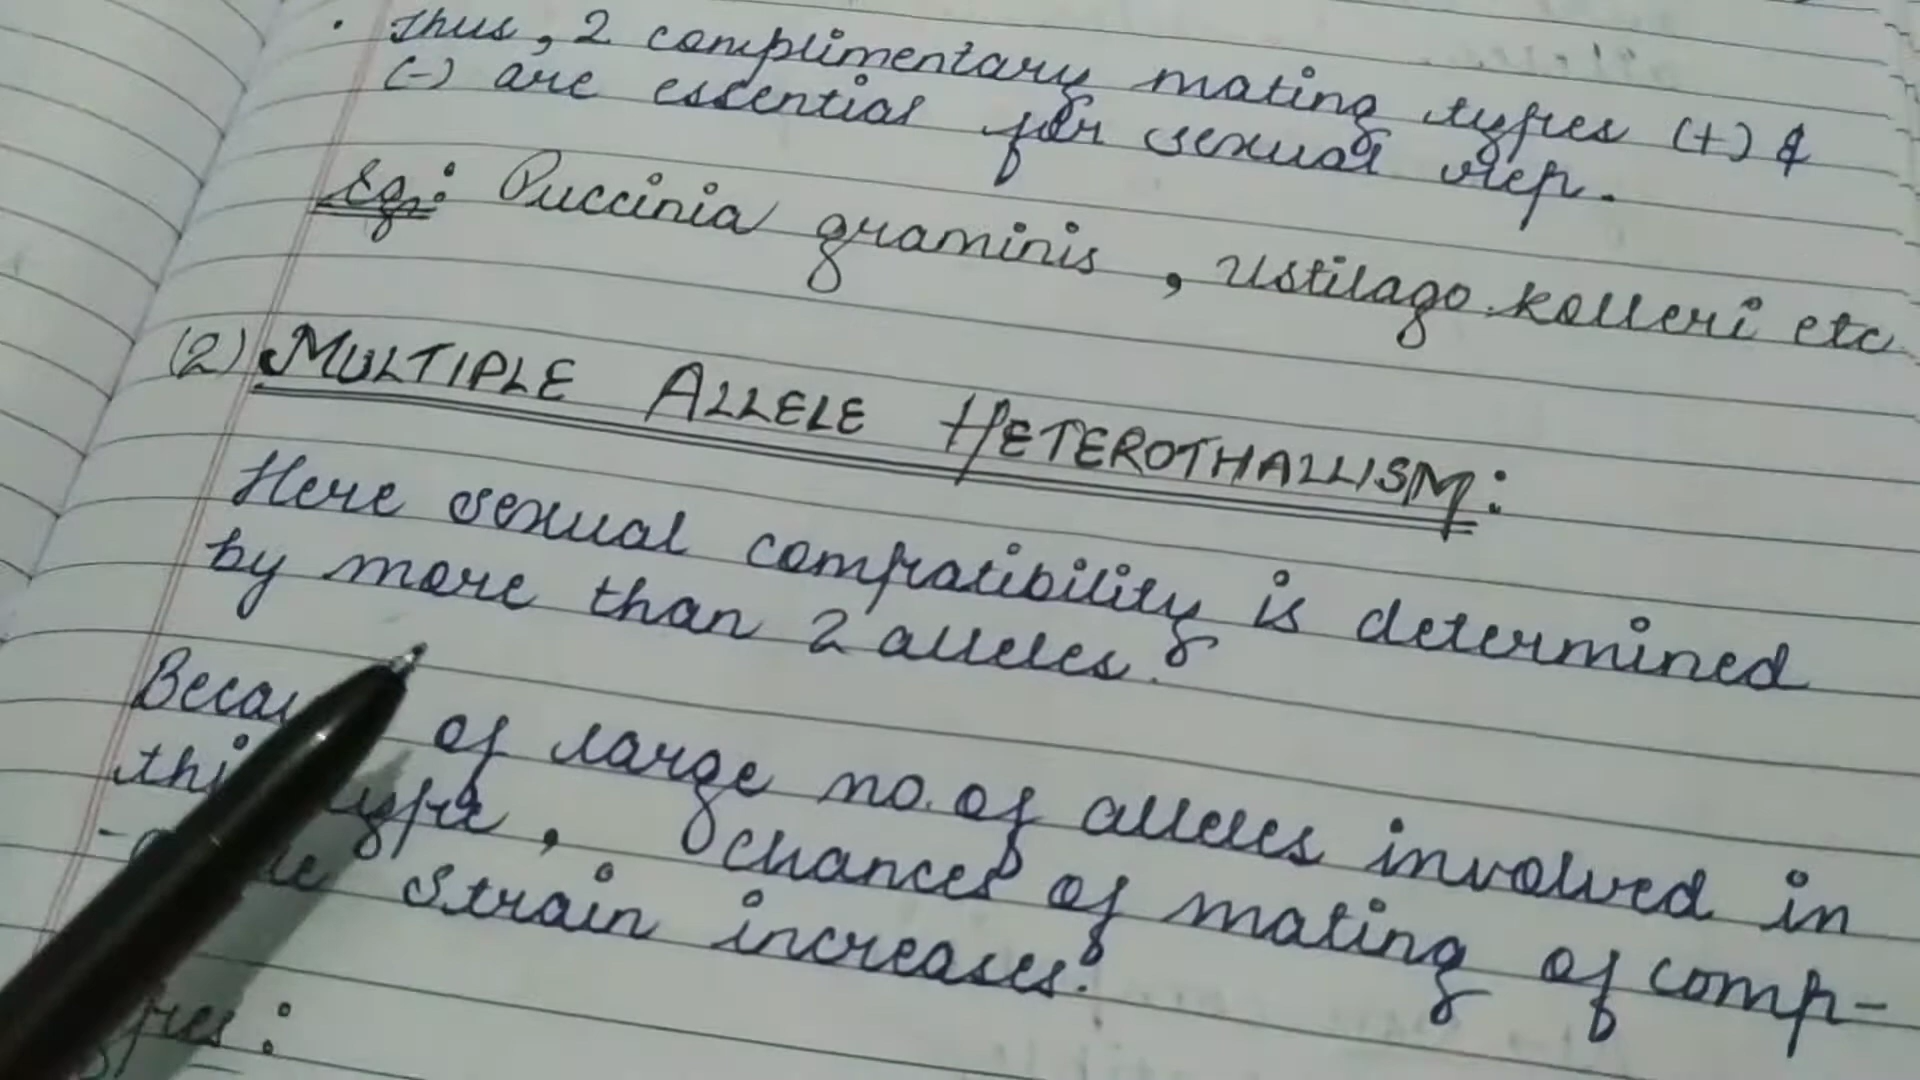 . Thus, 2 complimentary mating types (+) &
(-) are essential for sexual rep.
Eg: Puccinia graminis, Ustilago kolleri etc
(2) MULTIPLE ALLELE HETEROTHALLISM:
Here sexual compatibility is determined
by more than 2 alleles.
of large no. of alleles involved in
, chances of mating of comp-
strain increases.